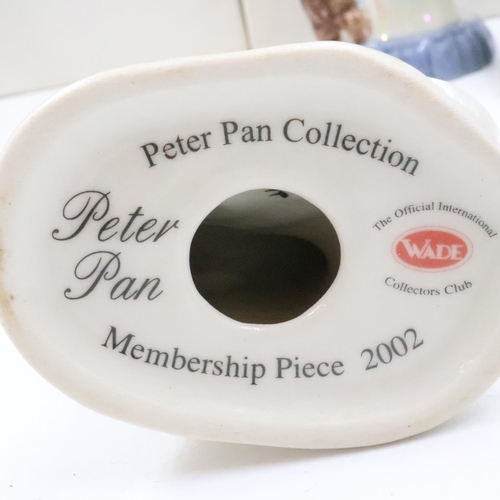 Peter Pan Collection
Peter
Pan
The Official International
WADE
Collectors Club
Membership Piece 2002